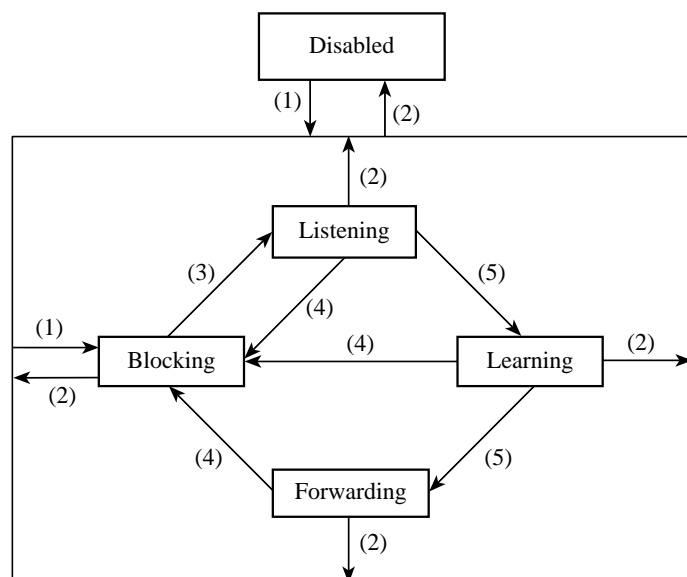 Disabled
(1)
(2)
(2)
Listening
(3)
(5)
(4)
(1)
Blocking
(4)
Learning
(2)
(2)
(4)
(5)
Forwarding
(2)